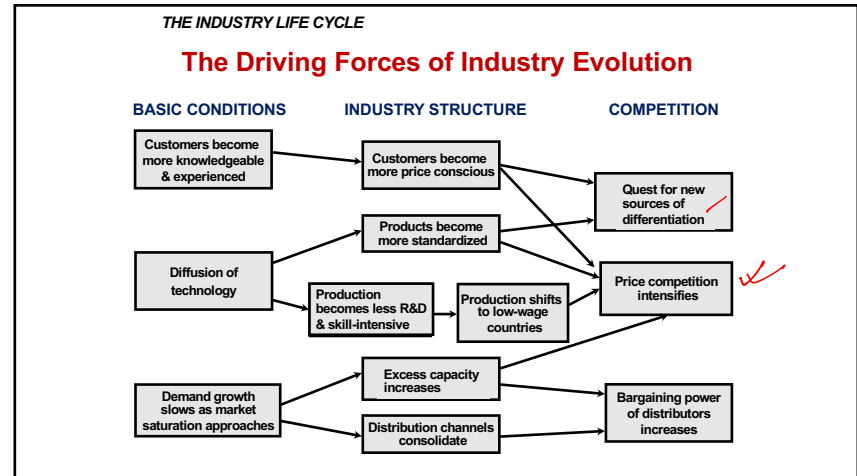 THE INDUSTRY LIFE CYCLE
The Driving Forces of Industry Evolution
BASIC CONDITIONS
INDUSTRY STRUCTURE
COMPETITION
Customers become
more knowledgeable
& experienced
Customers become
more price conscious
Quest for new
sources of
differentiation
Products become
more standardized
Diffusion of
technology
Production
becomes less R&D
& skill-intensive
Production shifts
to low-wage
countries
Price competition
intensifies
Excess capacity
increases
Demand growth
slows as market
saturation approaches
Distribution channels
consolidate
Bargaining power
of distributors
increases